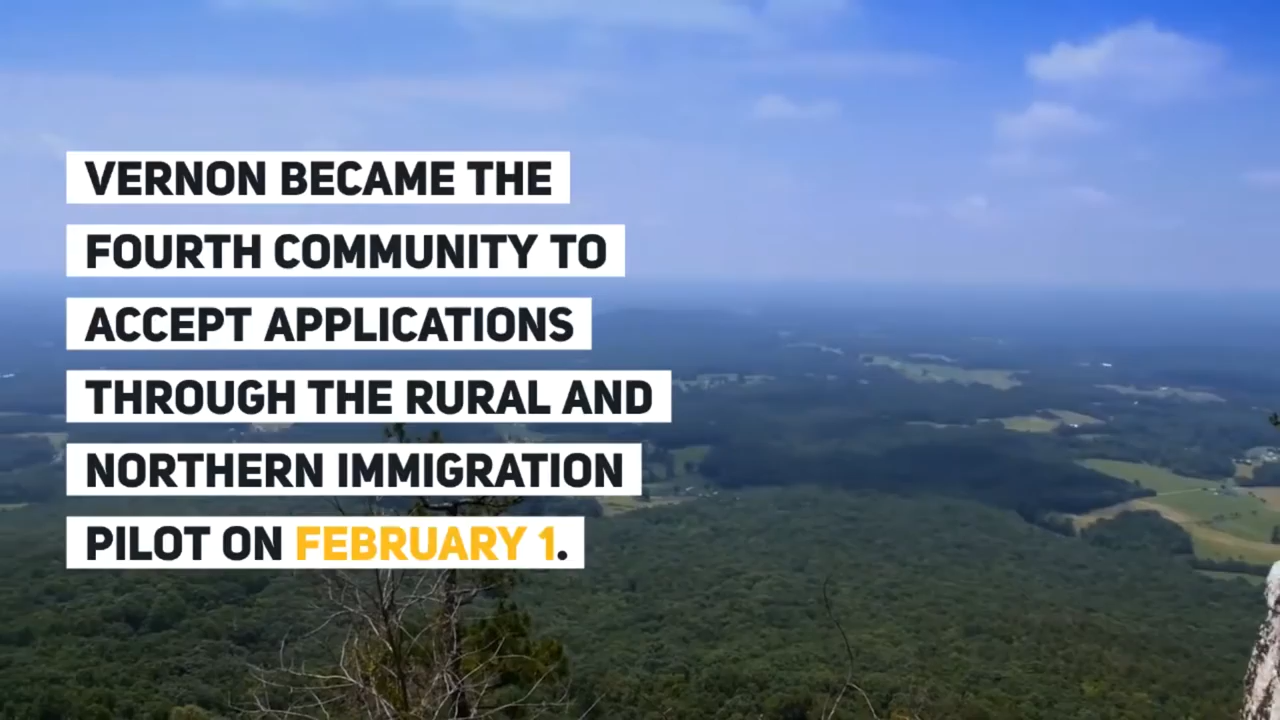 VERNON BECAME THE
FOURTH COMMUNITY TO
ACCEPT APPLICATIONS
THROUGH THE RURAL AND
NORTHERN IMMIGRATION
PILOT ON FEBRUARY 1.